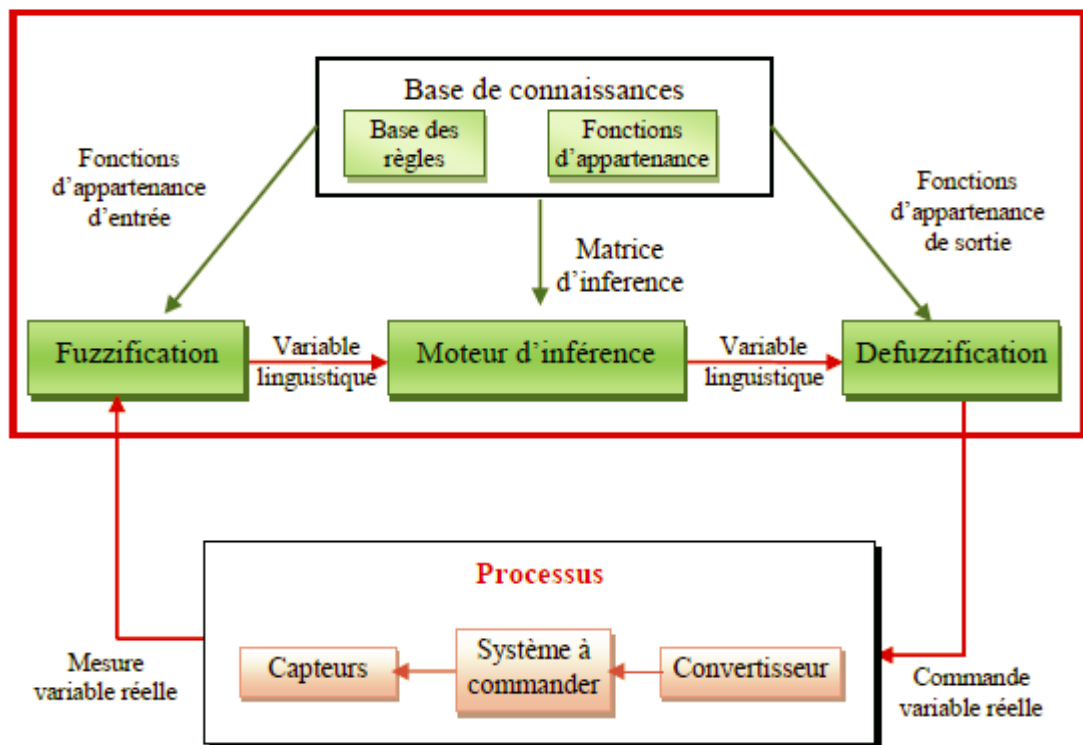 Base de connaissances
Base des
règles
Fonctions
d'appartenance
Fonctions
d'appartenance
d'entrée
Fonctions
d'appartenance
de sortie
Matrice
d'inference
Fuzzification
Variable
linguistique
Moteur d'inférence
Variable
linguistique
Defuzzification
Processus
Capteurs
Système à
commander
Convertisseur
Mesure
variable réelle
Commande
variable réelle